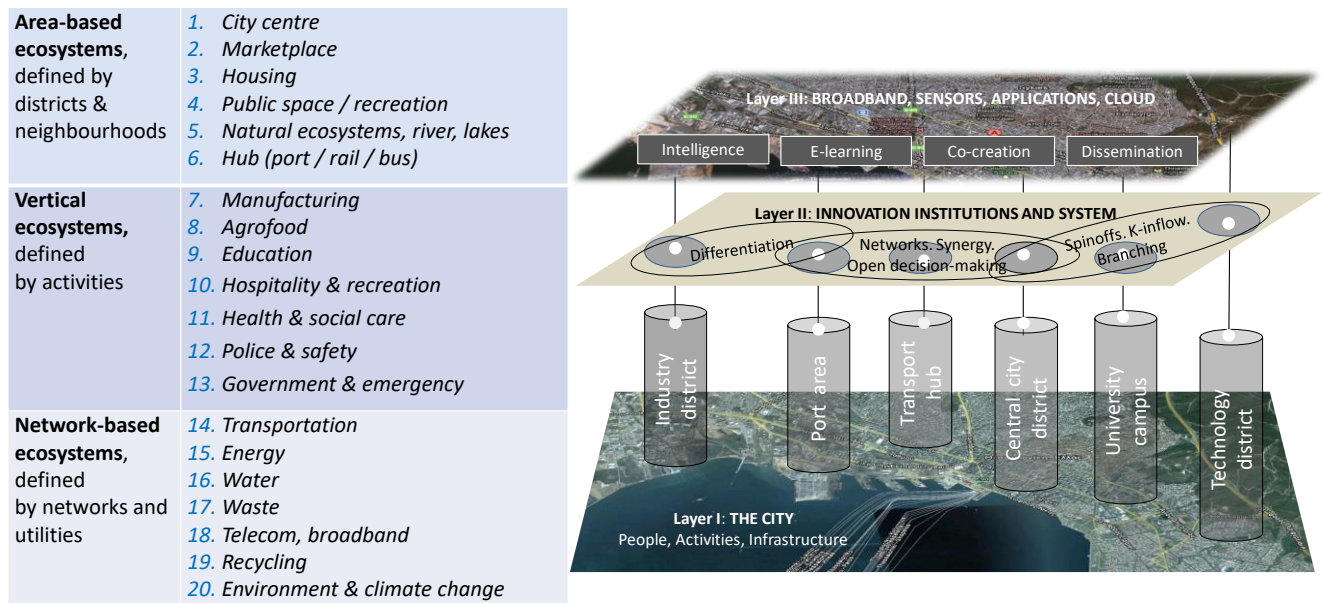 Area-based
ecosystems,
defined by
districts &
neighbourhoods
1. City centre
2. Marketplace
3. Housing
4. Public space / recreation
5. Natural ecosystems, river, lakes
6. Hub (port / rail / bus)
Vertical
ecosystems,
defined
by activities
7. Manufacturing
8. Agrofood
9. Education
10. Hospitality & recreation
11. Health & social care
12. Police & safety
13. Government & emergency
Network-based
ecosystems,
defined
by networks and
utilities
14. Transportation
15. Energy
16. Water
17. Waste
18. Telecom, broadband
19. Recycling
20. Environment & climate change
Layer III: BROADBAND, SENSORS, APPLICATIONS, CLOUD
Intelligence
E-learning
Co-creation
Dissemination
Layer II: INNOVATION INSTITUTIONS AND SYSTEM
Differentiation
Networks. Synergy.
Open decision-making
Spinoffs. K-inflow.
Branching
Industry
district
Port area
Transport
hub
Central city
district
University
campus
Technology
district
Layer I: THE CITY
People, Activities, Infrastructure